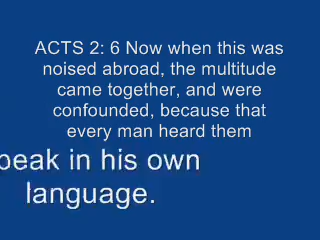 ACTS 2: 6 Now when this was
noised abroad, the multitude
came together, and were
confounded, because that
every man heard them
peak in his own
language.